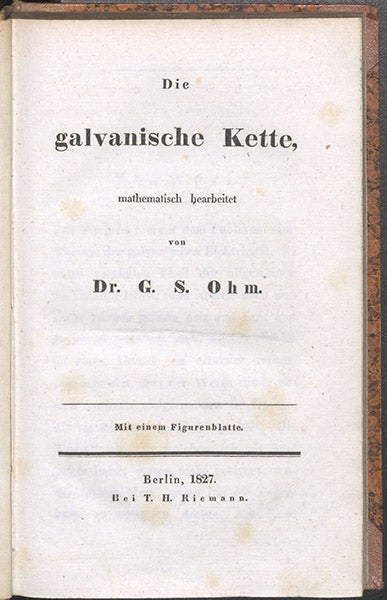 Die
galvanische Kette,
mathematisch bearbeitet
von
Dr. G. S. Ohm.
Mit einem Figurenblatte.
Berlin, 1827.
Bei T. H. Riemann.